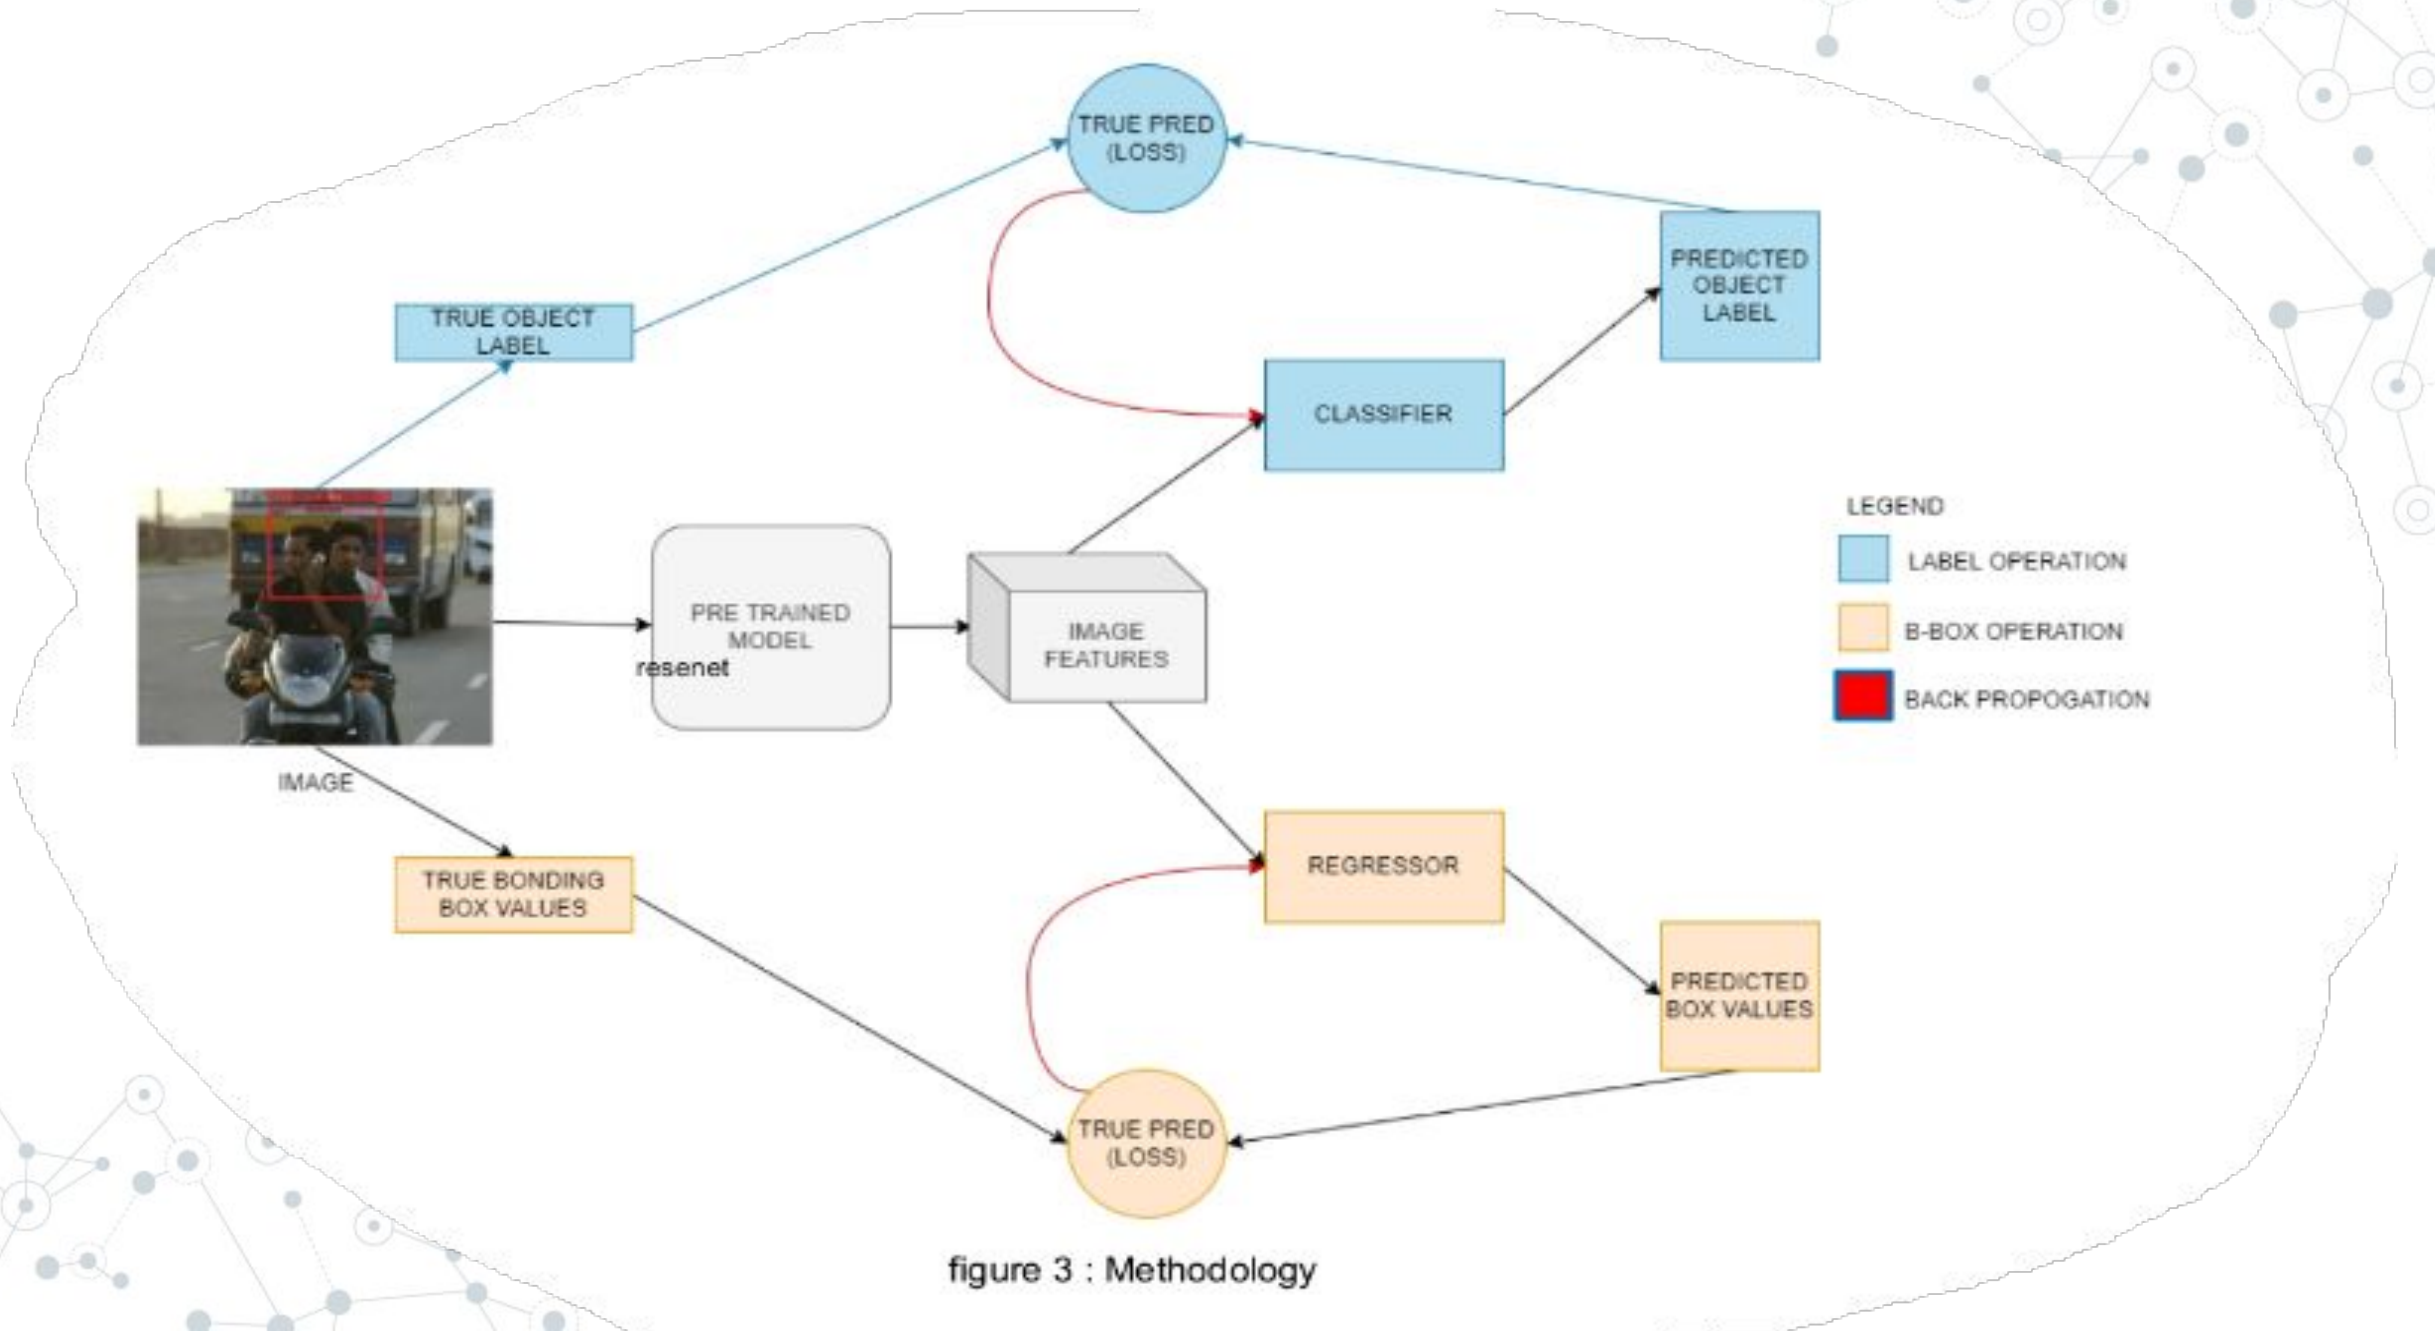 TRUE PRED
(LOSS)
PREDICTED
OBJECT
LABEL
TRUE OBJECT
LABEL
CLASSIFIER
LEGEND
LABEL OPERATION
B-BOX OPERATION
BACK PROPOGATION
PRE TRAINED
MODEL
resenet
IMAGE
FEATURES
IMAGE
TRUE BONDING
BOX VALUES
REGRESSOR
PREDICTED
BOX VALUES
TRUE PRED
(LOSS)
figure 3 : Methodology